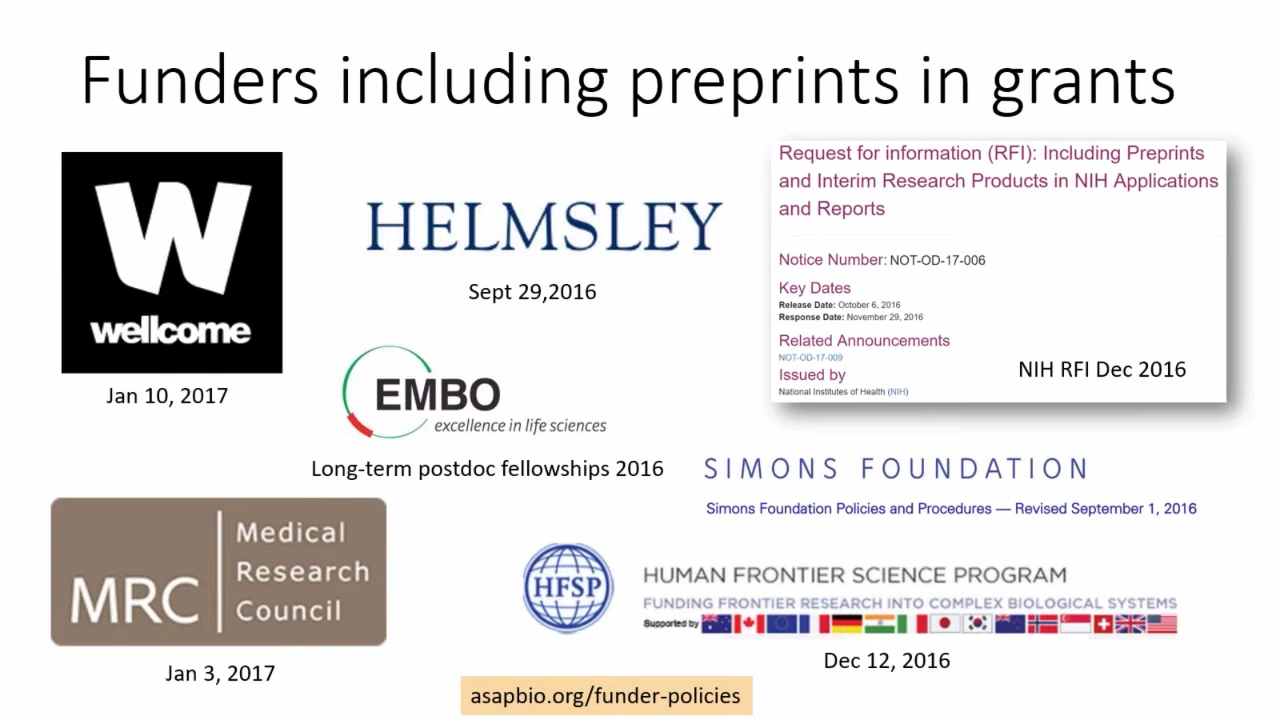 Funders including preprints in grants
W
wellcome
Jan 10, 2017
HELMSLEY
Sept 29,2016
Request for information (RFI): Including Preprints
and Interim Research Products in NIH Applications
and Reports
Notice Number: NOT-OD-17-006
Key Dates
Release Date: October 6, 2016
Response Date: November 29, 2016
Related Announcements
NOT-OD-17-009
Issued by
National Institutes of Health (NIH)
NIH RFI Dec 2016
EMBO
excellence in life sciences
Long-term postdoc fellowships 2016
SIMONS FOUNDATION
Simons Foundation Policies and Procedures — Revised September 1, 2016
MRC
Medical
Research
Council
Jan 3, 2017
HFSP
HUMAN FRONTIER SCIENCE PROGRAM
FUNDING FRONTIER RESEARCH INTO COMPLEX BIOLOGICAL SYSTEMS
Supported by
Dec 12, 2016
asapbio.org/funder-policies